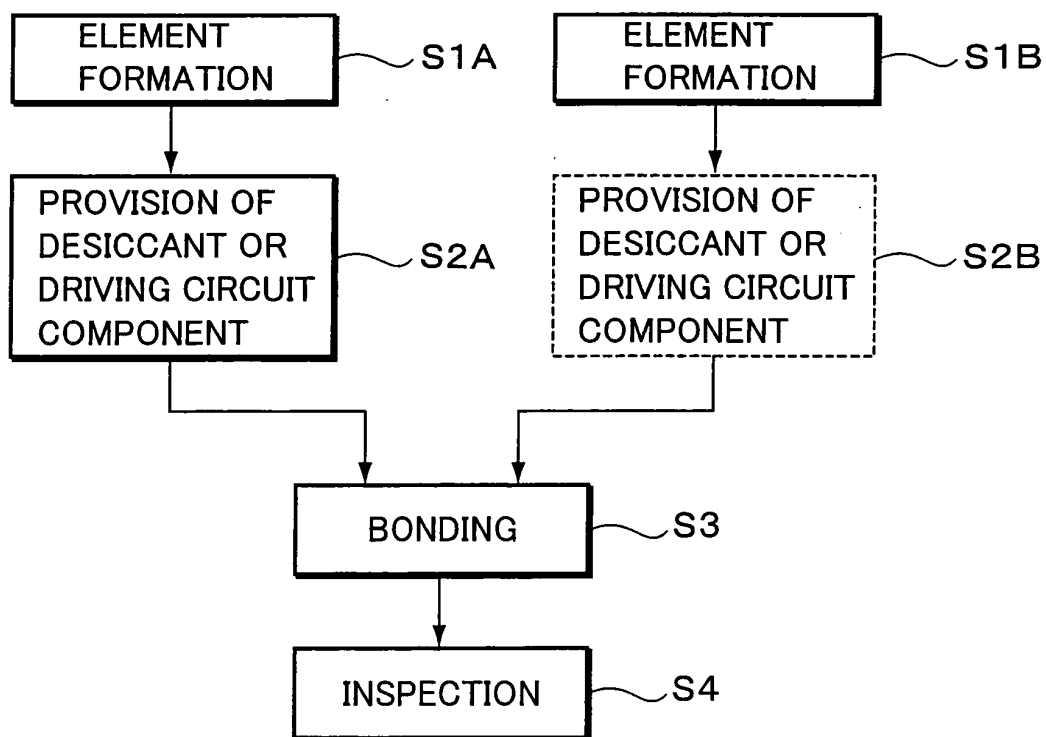 ELEMENT
FORMATION
S1A
ELEMENT
FORMATION
S1B
PROVISION OF
DESICCANT OR
DRIVING CIRCUIT
COMPONENT
S2A
PROVISION OF
DESICCANT OR
DRIVING CIRCUIT
COMPONENT
S2B
BONDING
S3
INSPECTION
S4